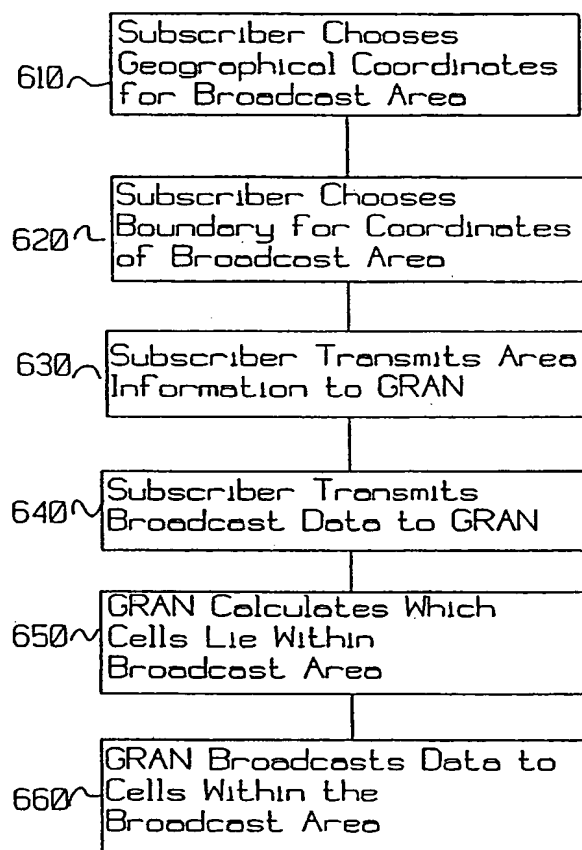 610
Subscriber Chooses
Geographical Coordinates
for Broadcast Area
620
Subscriber Chooses
Boundary for Coordinates
of Broadcast Area
630
Subscriber Transmits Area
Information to GRAN
640
Subscriber Transmits
Broadcast Data to GRAN
650
GRAN Calculates Which
Cells Lie Within
Broadcast Area
660
GRAN Broadcasts Data to
Cells Within the
Broadcast Area